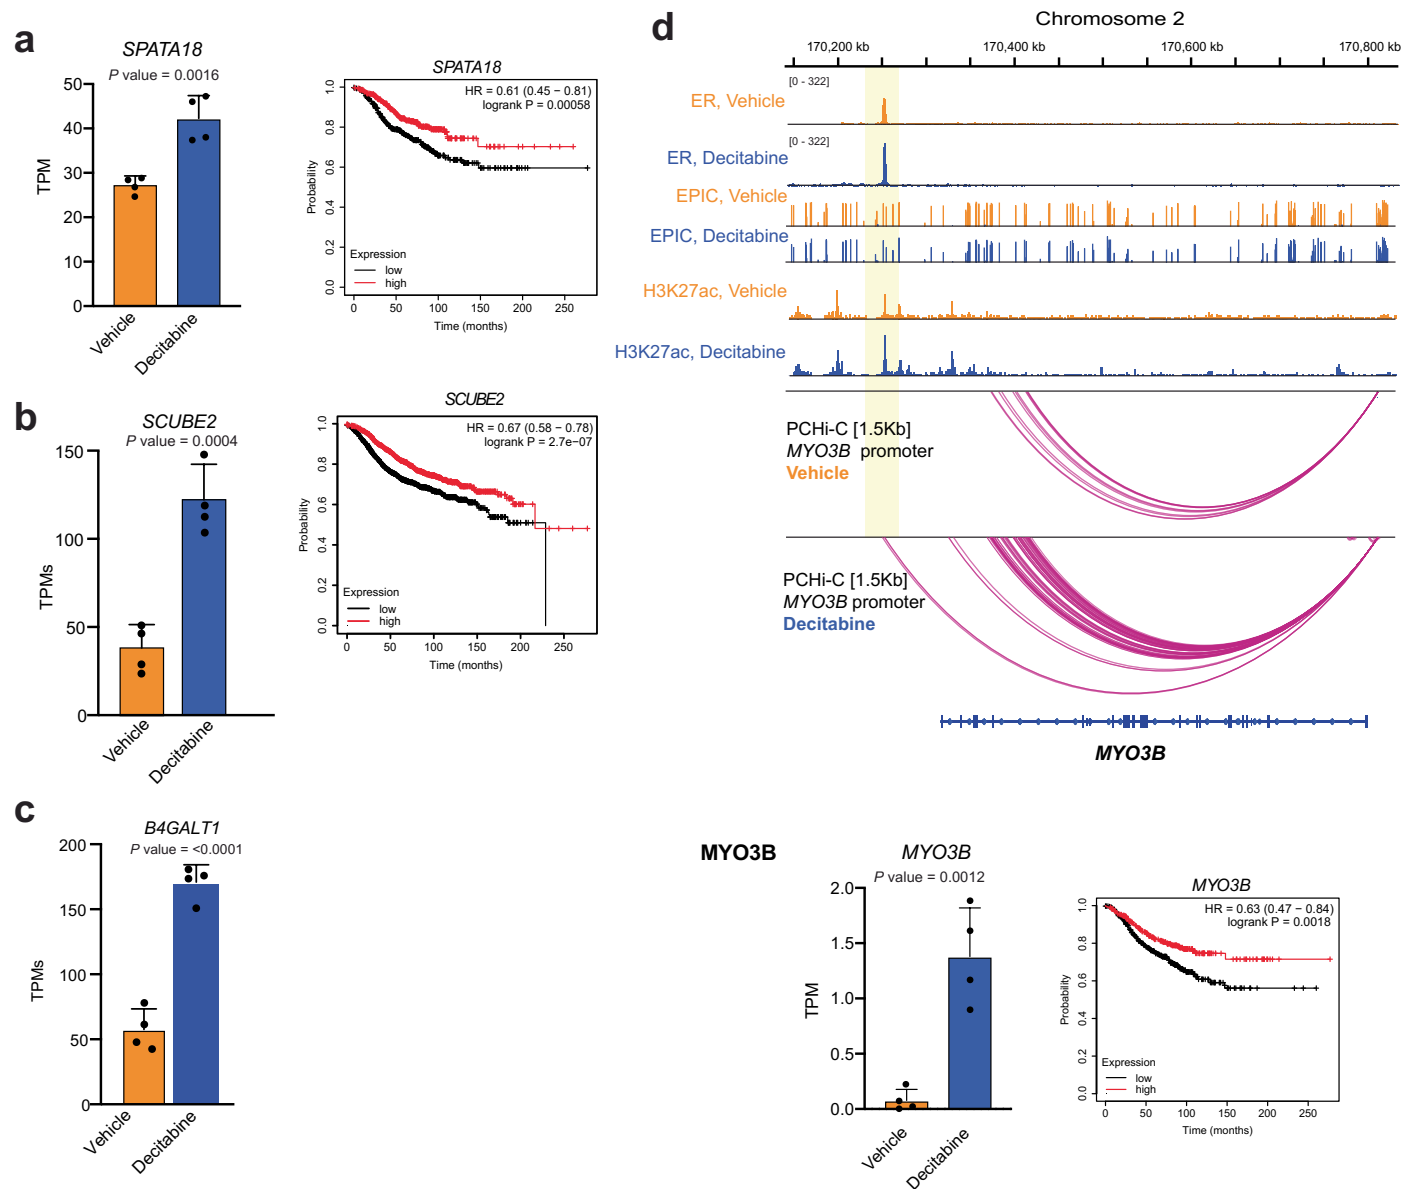 a
SPATA18
P value = 0.0016
TPM
50
40
30
20
10
0
Vehicle
Decitabine
SPATA18
HR = 0.61 (0.45 − 0.81)
logrank P = 0.00058
Probability
1.0
0.8
0.6
0.4
0.2
0.0
Expression
low
high
0 50 100 150 200 250
Time (months)
b
SCUBE2
P value = 0.0004
TPMs
150
100
50
0
Vehicle
Decitabine
SCUBE2
HR = 0.67 (0.58 − 0.78)
logrank P = 2.7e−07
Probability
1.0
0.8
0.6
0.4
0.2
0.0
Expression
low
high
0 50 100 150 200 250
Time (months)
c
B4GALT1
P value = <0.0001
TPMs
200
150
100
50
0
Vehicle
Decitabine
d
Chromosome 2
170,200 kb 170,400 kb 170,600 kb 170,800 kb
[0 - 322]
ER, Vehicle
[0 - 322]
ER, Decitabine
EPIC, Vehicle
EPIC, Decitabine
H3K27ac, Vehicle
H3K27ac, Decitabine
PCHi-C [1.5Kb]
MYO3B promoter
Vehicle
PCHi-C [1.5Kb]
MYO3B promoter
Decitabine
MYO3B
MYO3B
MYO3B
P value = 0.0012
TPM
2.0
1.5
1.0
0.5
0.0
Vehicle
Decitabine
MYO3B
HR = 0.63 (0.47 − 0.84)
logrank P = 0.0018
Probability
1.0
0.8
0.6
0.4
0.2
0.0
Expression
low
high
0 50 100 150 200 250
Time (months)